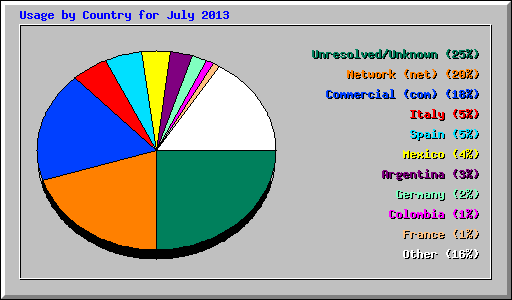 Usage by Country for July 2013
Unresolved/Unknown (25%)
Network (net) (20%)
Commercial (com) (18%)
Italy (5%)
Spain (5%)
Mexico (4%)
Argentina (3%)
Germany (2%)
Colombia (1%)
France (1%)
Other (16%)